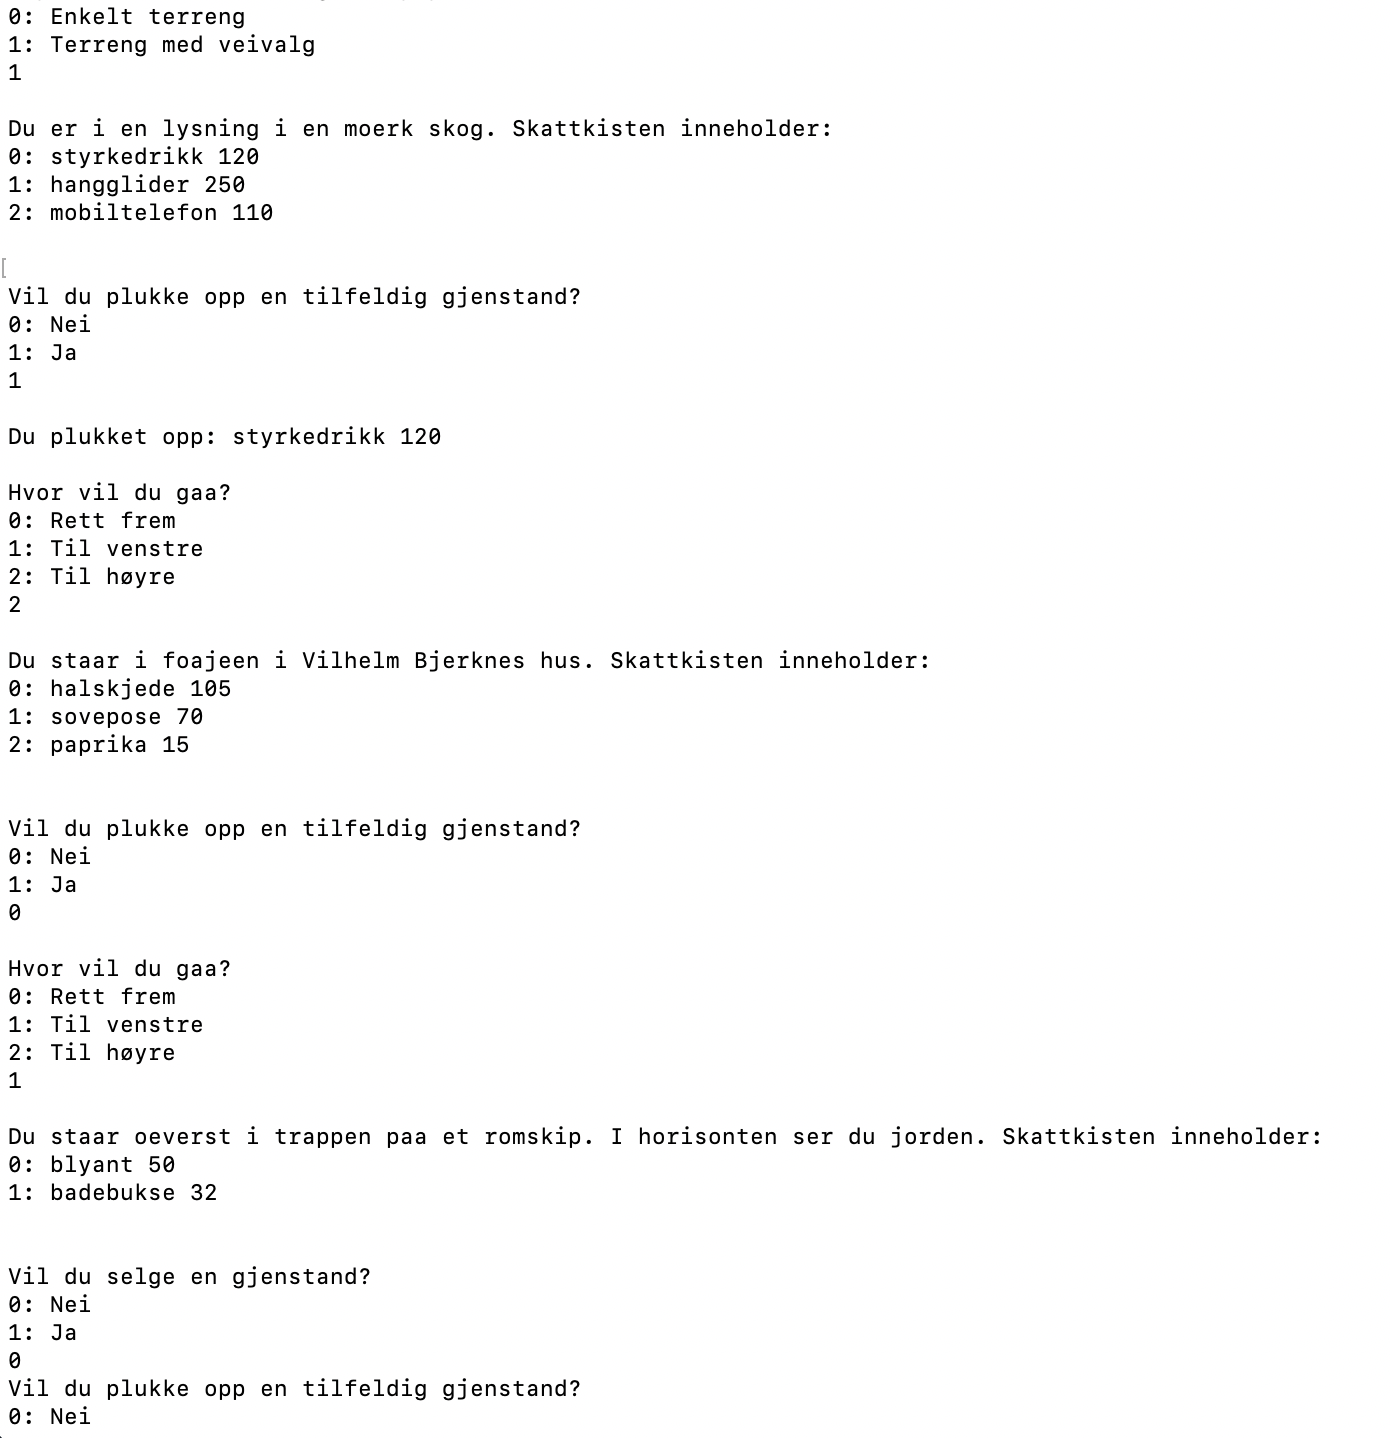 0: Enkelt terreng
1: Terreng med veivalg
1
Du er i en lysning i en moerk skog. Skattkisten inneholder:
0: styrkedrikk 120
1: hangglider 250
2: mobiltelefon 110
[
Vil du plukke opp en tilfeldig gjenstand?
0: Nei
1: Ja
1
Du plukket opp: styrkedrikk 120
Hvor vil du gaa?
0: Rett frem
1: Til venstre
2: Til høyre
2
Du staar i foajeen i Vilhelm Bjerknes hus. Skattkisten inneholder:
0: halskjede 105
1: sovepose 70
2: paprika 15
Vil du plukke opp en tilfeldig gjenstand?
0: Nei
1: Ja
0
Hvor vil du gaa?
0: Rett frem
1: Til venstre
2: Til høyre
1
Du staar oeverst i trappen paa et romskip. I horisonten ser du jorden. Skattkisten inneholder:
0: blyant 50
1: badebukse 32
Vil du selge en gjenstand?
0: Nei
1: Ja
0
Vil du plukke opp en tilfeldig gjenstand?
0: Nei